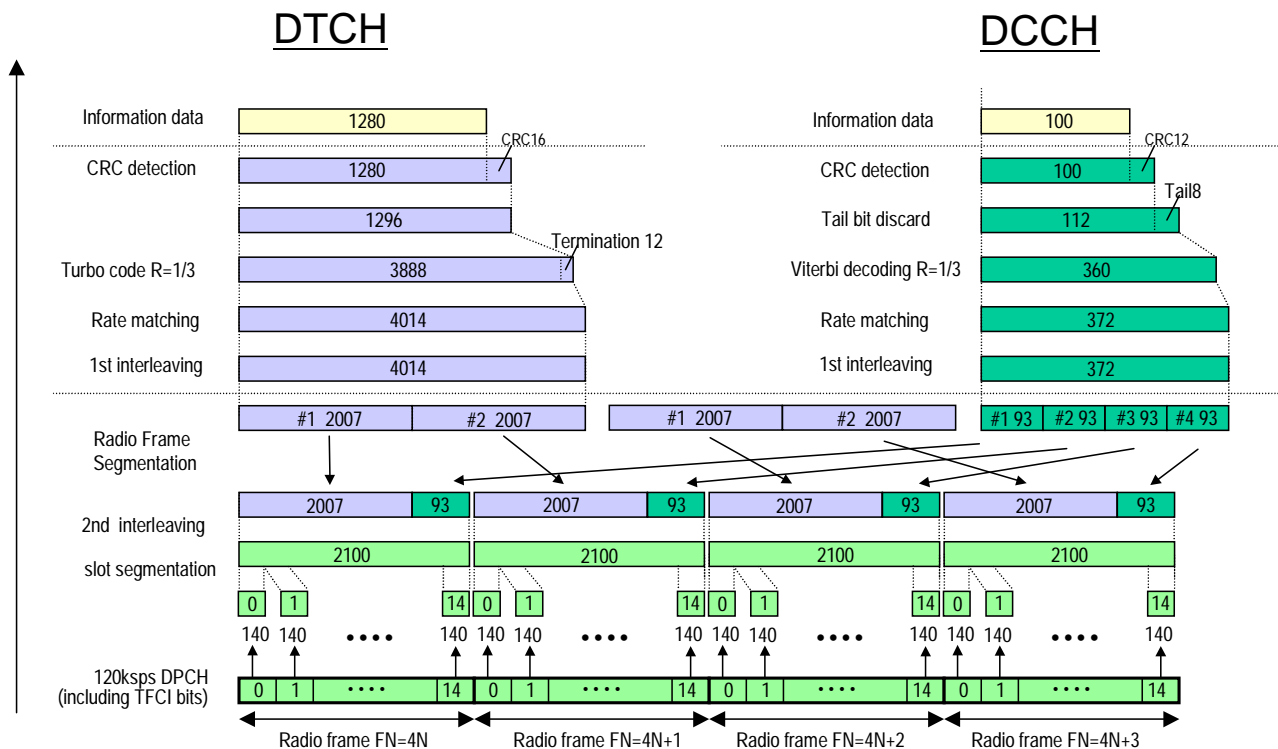 DTCH DCCH
Information data 1280 Information data 100
CRC16 CRC12
CRC detection 1280 CRC detection 100
Tail8
1296 Tail bit discard 112
Termination 12
Turbo code R=1/3 3888 Viterbi decoding R=1/3 360
Rate matching 4014 Rate matching 372
1st interleaving 4014 1st interleaving 372
#1 2007 #2 2007 #1 2007 #2 2007 #1 93 #2 93 #3 93 #4 93
Radio Frame
Segmentation
2007 93 2007 93 2007 93 2007 93
2nd interleaving
2100 2100 2100 2100
slot segmentation
0 1 14 0 1 14 0 1 14 0 1 14
140 140 •••• 140 140 140 •••• 140 140 140 •••• 140 140 140 •••• 140
120ksps DPCH
(including TFCI bits)
0 1 •••• 14 0 1 •••• 14 0 1 •••• 14 0 1 •••• 14
Radio frame FN=4N Radio frame FN=4N+1 Radio frame FN=4N+2 Radio frame FN=4N+3